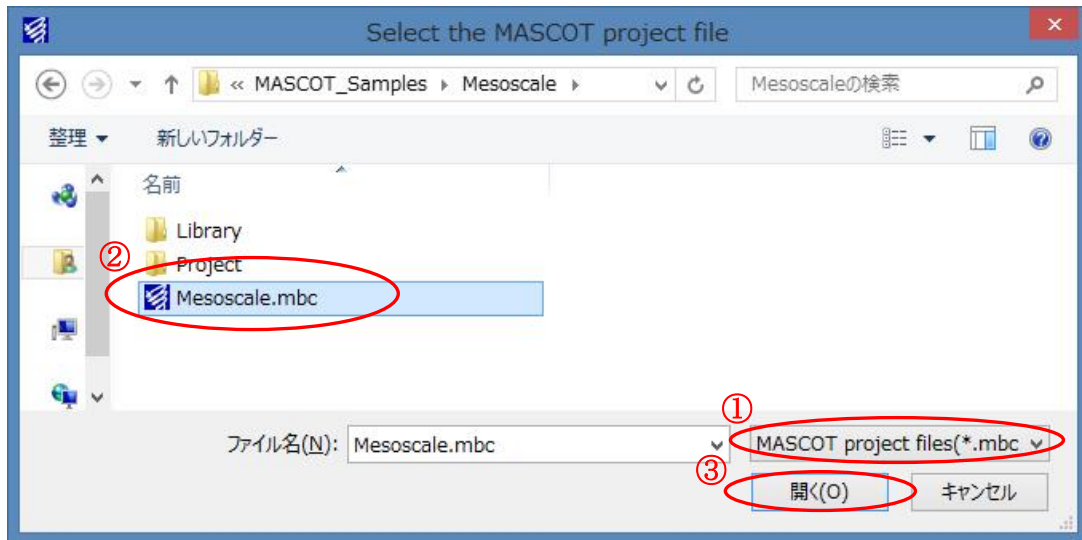 Select the MASCOT project file
« MASCOT_Samples Mesoscale
Mesoscaleの検索
整理 新しいフォルダー
名前
Library
② Project
Mesoscale.mbc
①
ファイル名(N): Mesoscale.mbc MASCOT project files(*.mbc
③ 開く(O) キャンセル